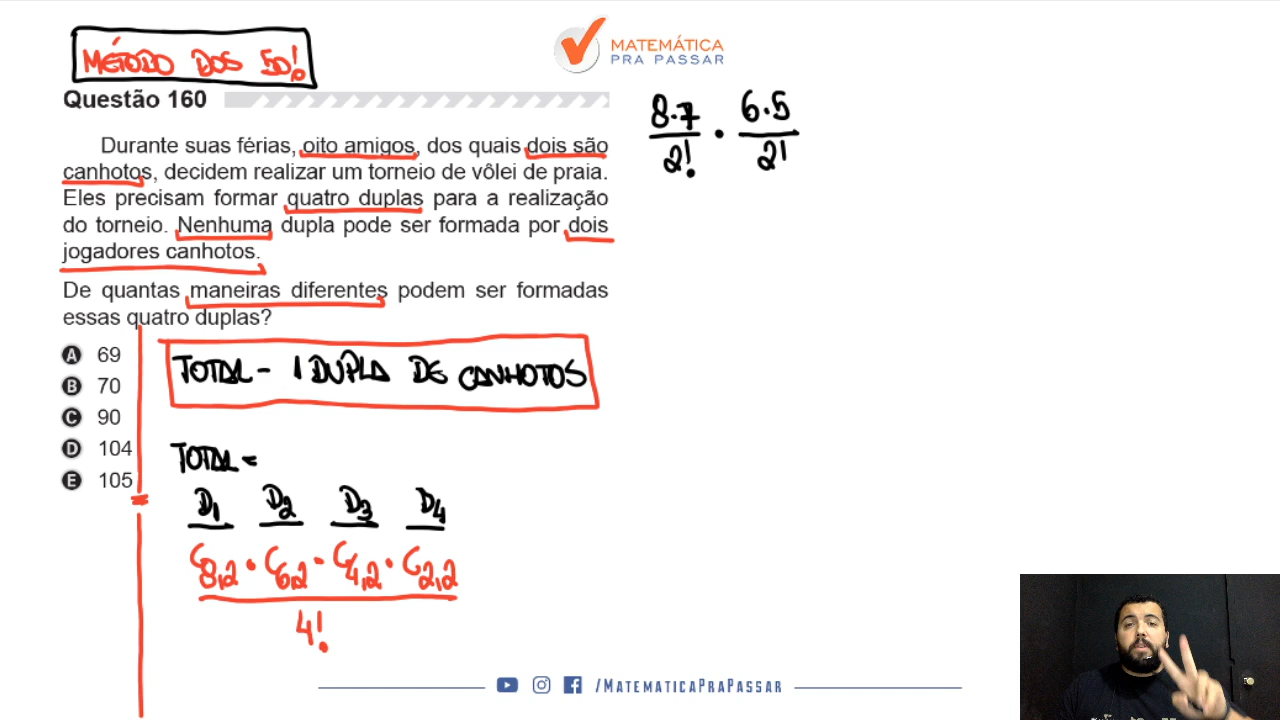 MÉTODO DOS 50!
MATEMÁTICA
PRA PASSAR
Questão 160
Durante suas férias, oito amigos, dos quais dois são
canhotos, decidem realizar um torneio de vôlei de praia.
Eles precisam formar quatro duplas para a realização
do torneio. Nenhuma dupla pode ser formada por dois
jogadores canhotos.
De quantas maneiras diferentes podem ser formadas
essas quatro duplas?
A 69
B 70
C 90
D 104
E 105
TOTAL - 1 DUPLA DE CANHOTOS
TOTAL =
D1 D2 D3 D4
C8,2 · C6,2 · C4,2 · C2,2
4!
8·7 · 6·5
2! 2!
/MATEMATICAPRAPASSAR